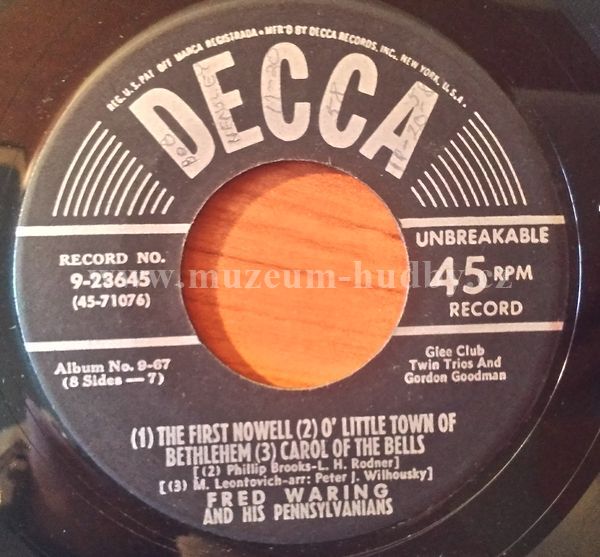 REG. U.S. PAT OFF MARCA REGISTRADA • MF'D BY DECCA RECORDS, INC., NEW YORK, U.S.A.
DECCA
RECORD NO.
9-23645
(45-71076)
UNBREAKABLE
45 RPM
RECORD
www.muzeum-hudby.cz
Album No. 9-67
(8 Sides—7)
Glee Club
Twin Trios And
Gordon Goodman
(1) THE FIRST NOWELL (2) O' LITTLE TOWN OF
BETHLEHEM (3) CAROL OF THE BELLS
[(2) Phillip Brooks-L. H. Rodner]
[(3) M. Leontovich-arr: Peter J. Wilhousky]
FRED WARING
AND HIS PENNSYLVANIANS